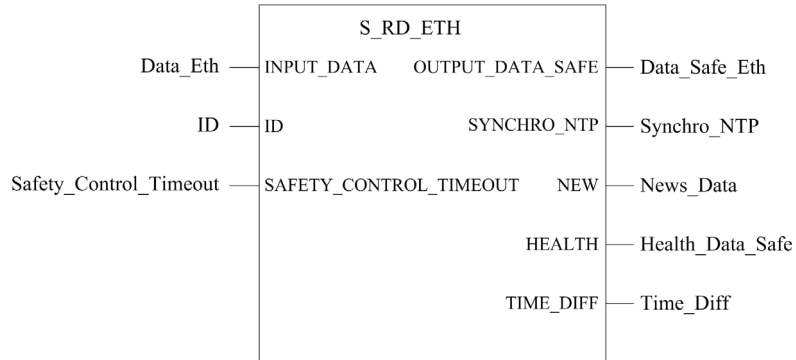 S_RD_ETH
Data_Eth INPUT_DATA OUTPUT_DATA_SAFE Data_Safe_Eth
ID ID SYNCHRO_NTP Synchro_NTP
Safety_Control_Timeout SAFETY_CONTROL_TIMEOUT NEW News_Data
HEALTH Health_Data_Safe
TIME_DIFF Time_Diff